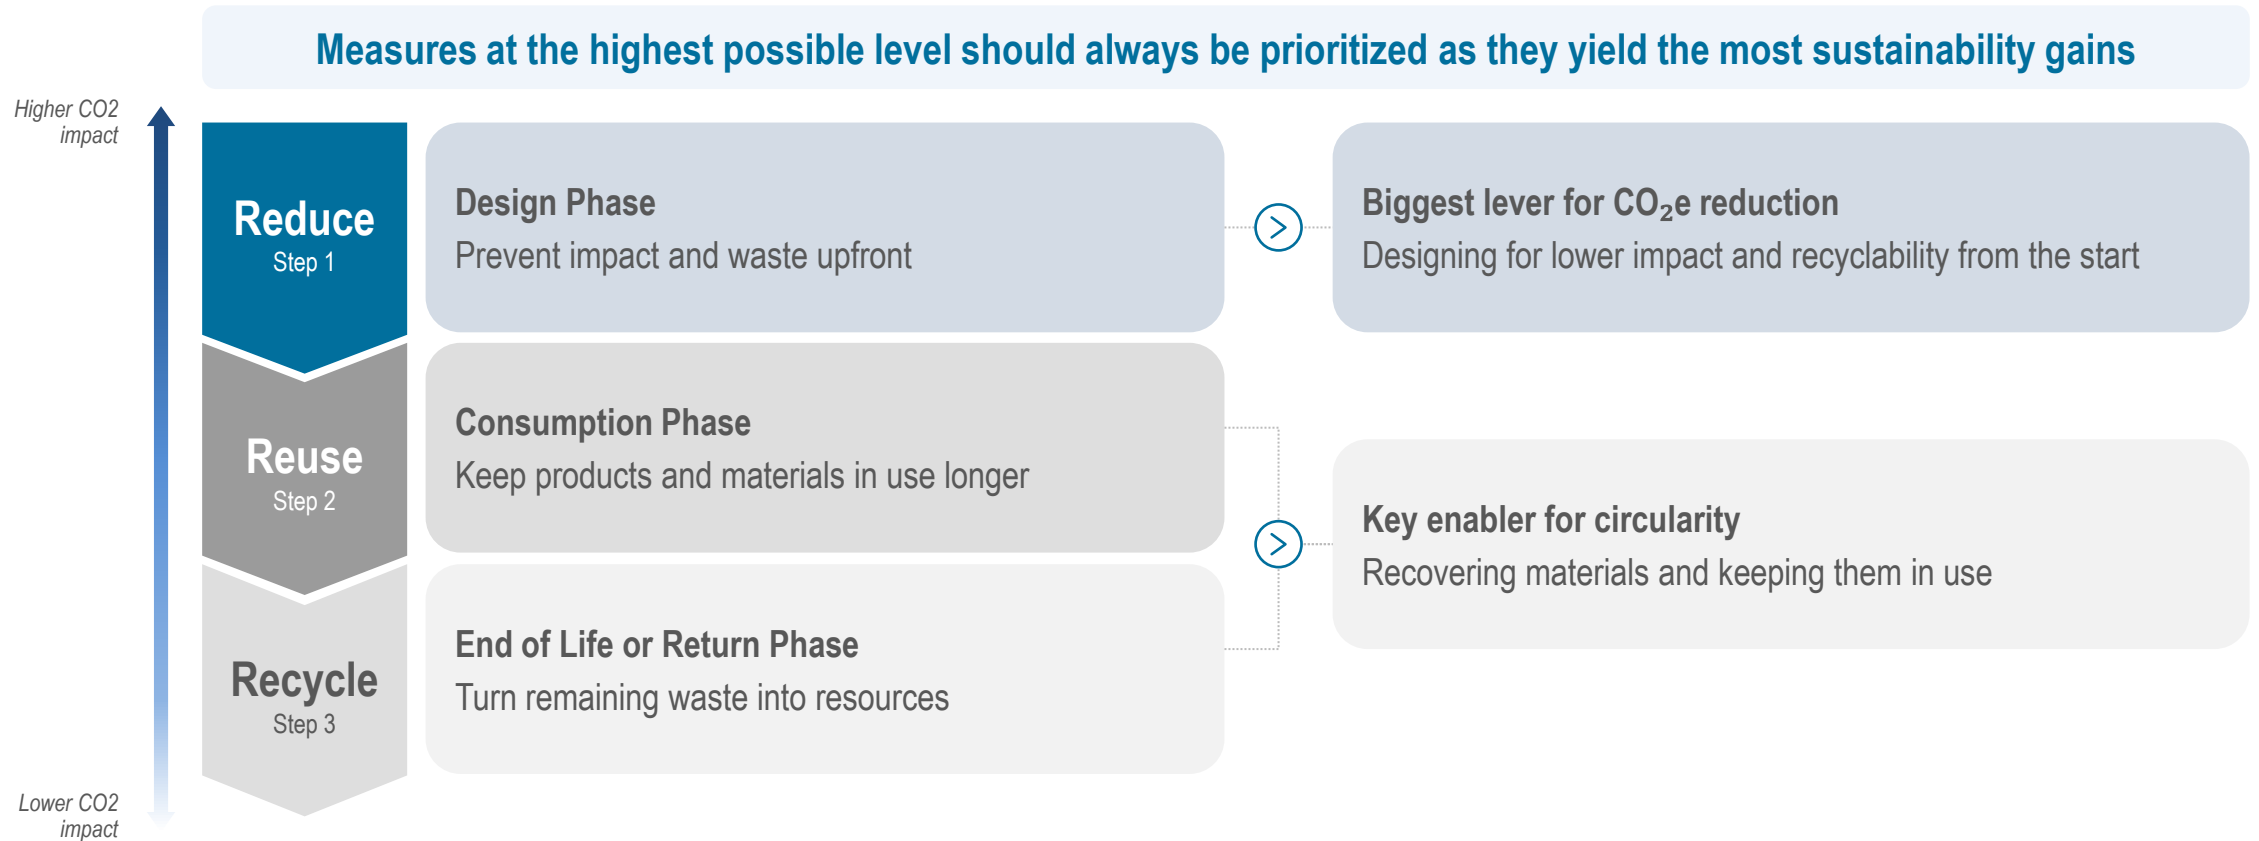 Measures at the highest possible level should always be prioritized as they yield the most sustainability gains
Higher CO2
impact
Reduce
Step 1
Design Phase
Prevent impact and waste upfront
Biggest lever for CO₂e reduction
Designing for lower impact and recyclability from the start
Reuse
Step 2
Consumption Phase
Keep products and materials in use longer
Key enabler for circularity
Recovering materials and keeping them in use
Recycle
Step 3
End of Life or Return Phase
Turn remaining waste into resources
Lower CO2
impact